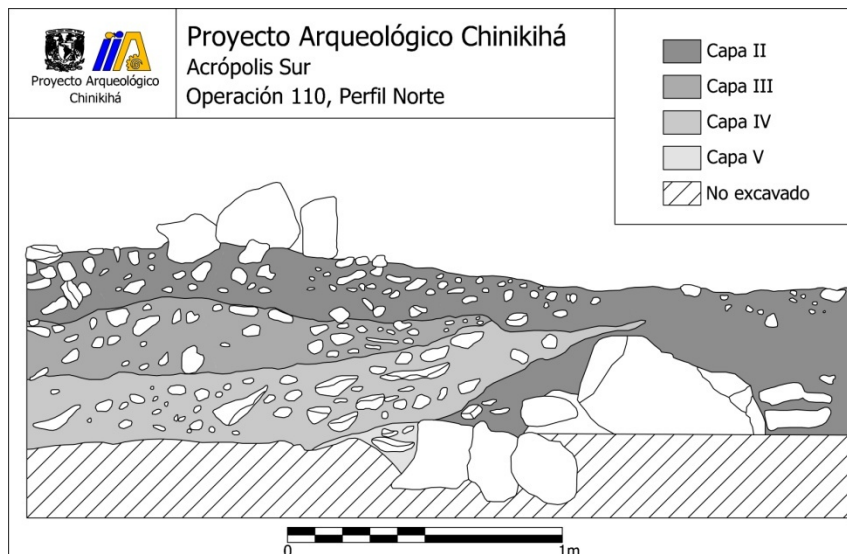 Proyecto Arqueológico
Chinikihá
Proyecto Arqueológico Chinikihá
Acrópolis Sur
Operación 110, Perfil Norte
Capa II
Capa III
Capa IV
Capa V
No excavado
0 1m